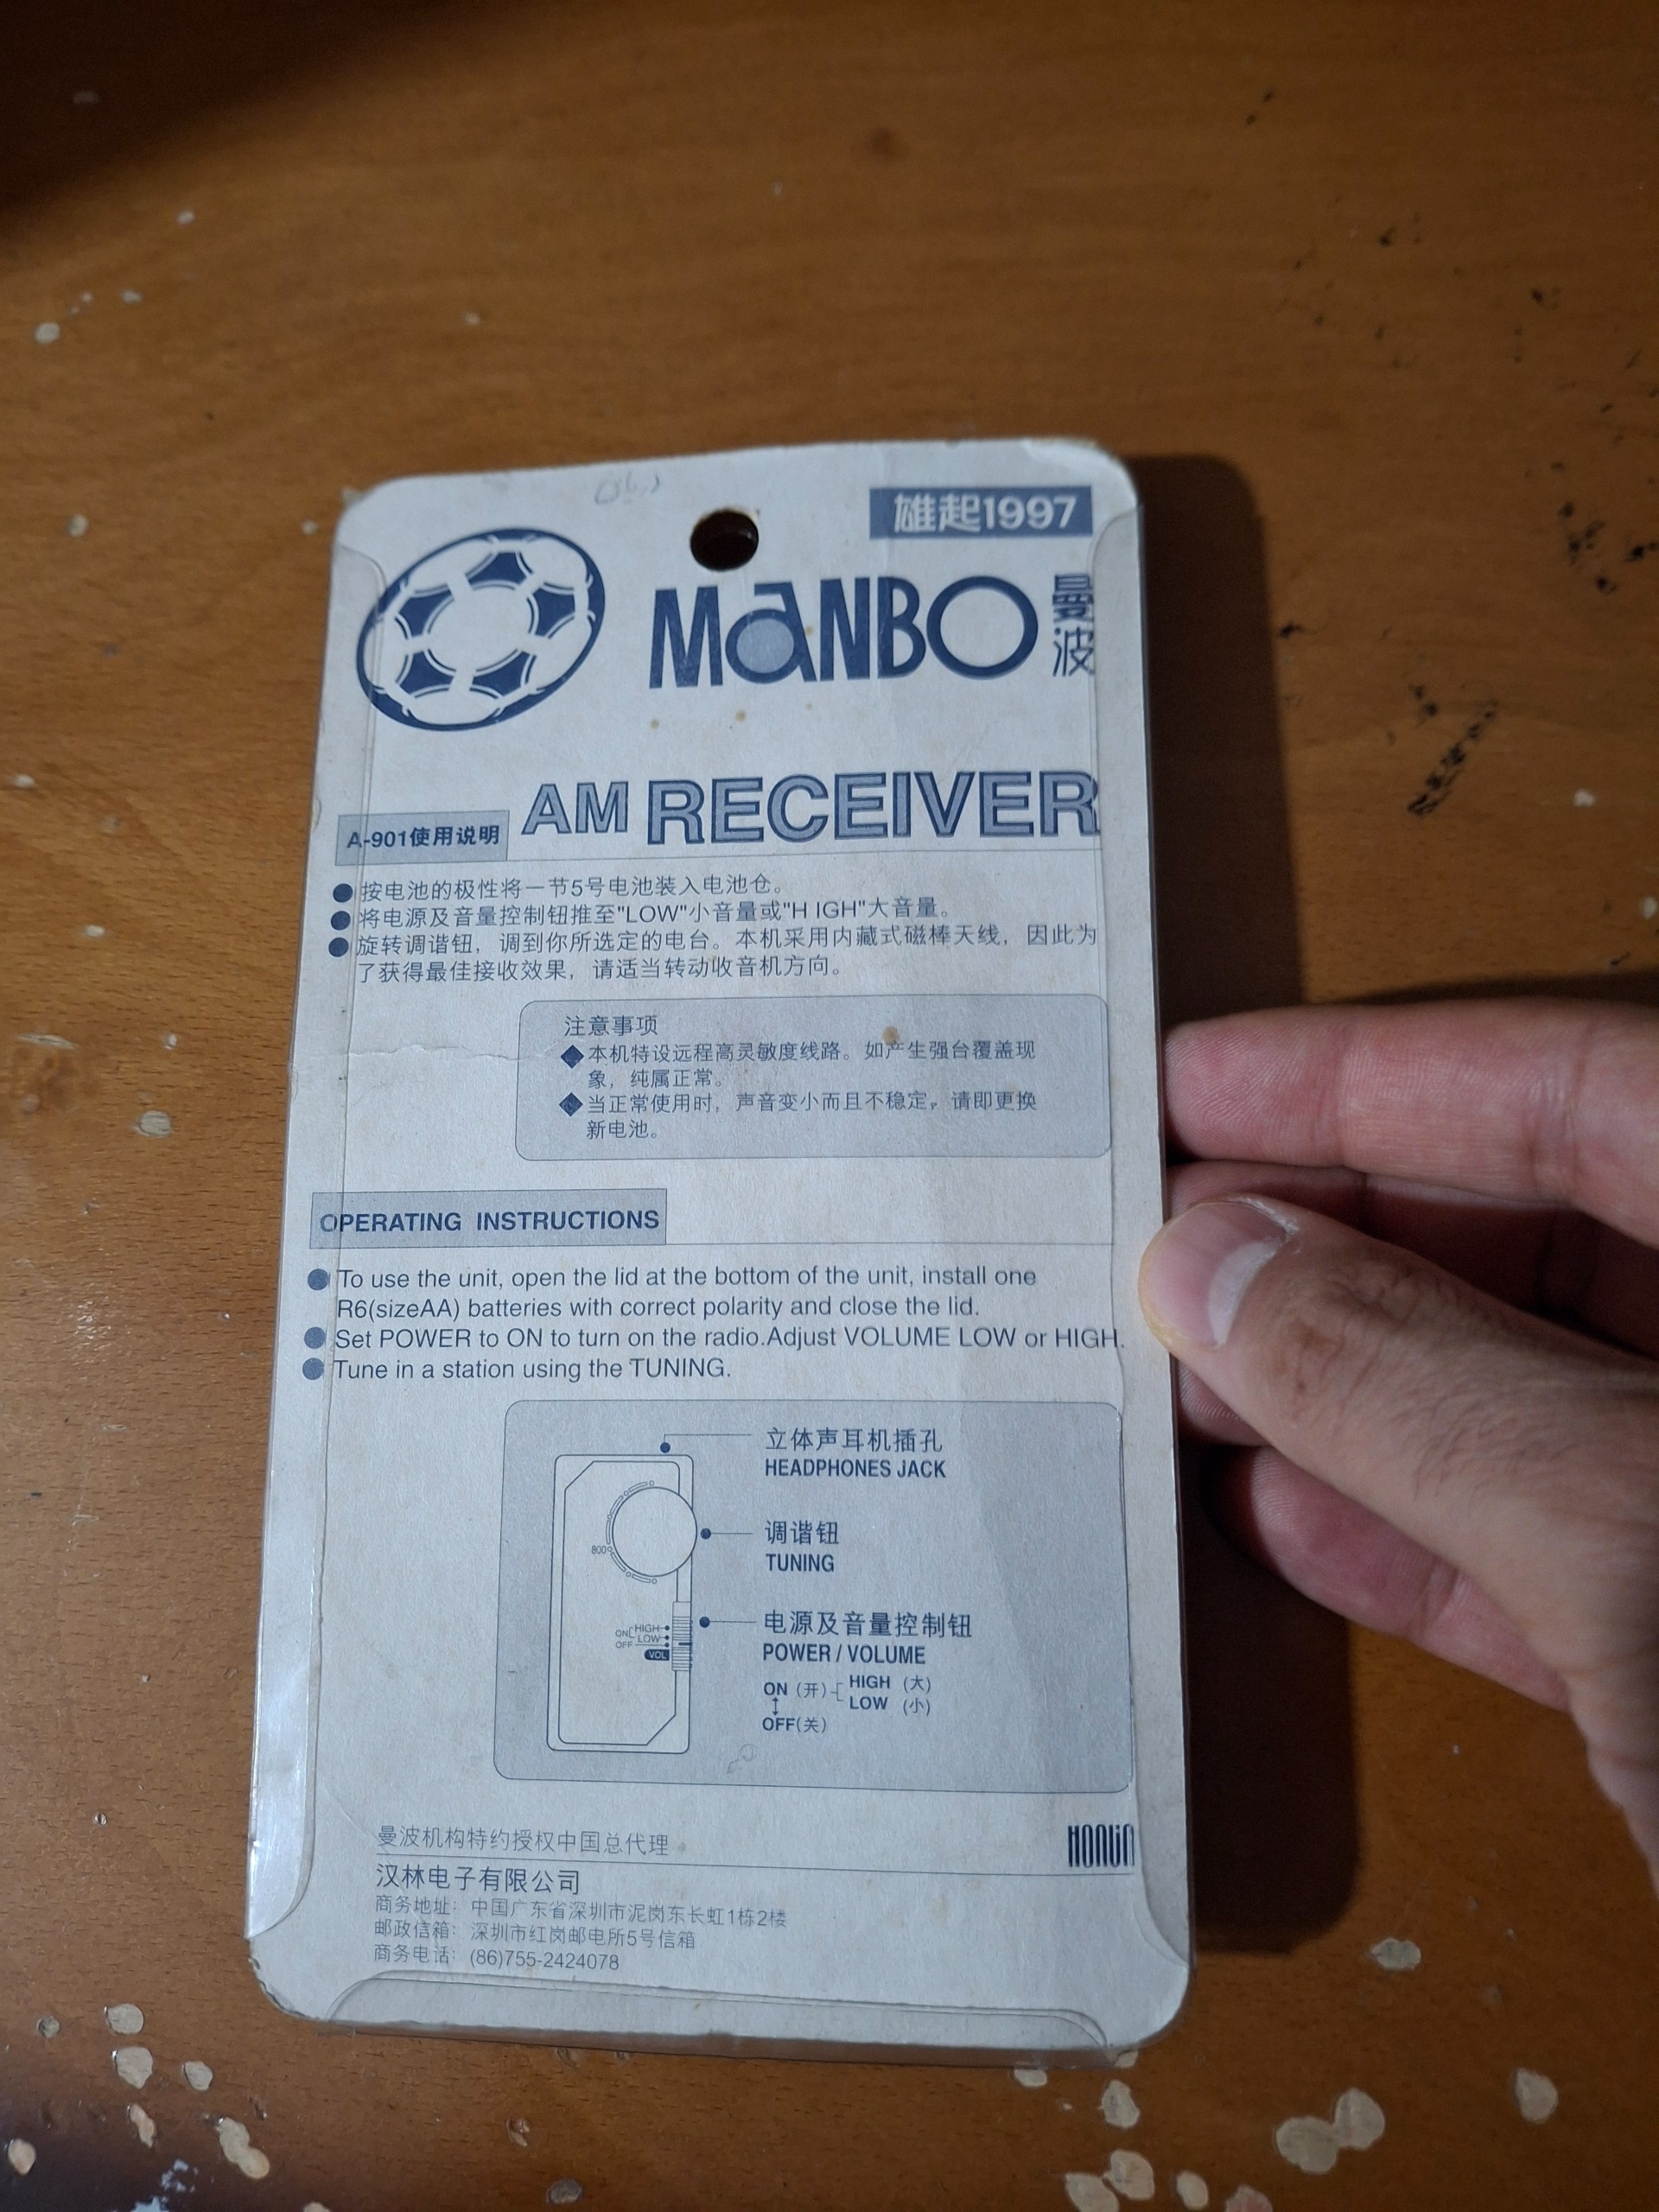 雄起1997
MANBO 曼波
AM RECEIVER
A-901使用说明
●按电池的极性将一节5号电池装入电池仓。
●将电源及音量控制钮推至"LOW"小音量或"H IGH"大音量。
●旋转调谐钮，调到你所选定的电台。本机采用内藏式磁棒天线，因此为
了获得最佳接收效果，请适当转动收音机方向。
注意事项
◆本机特设远程高灵敏度线路。如产生强台覆盖现
象，纯属正常。
◆当正常使用时，声音变小而且不稳定，请即更换
新电池。
OPERATING INSTRUCTIONS
●To use the unit, open the lid at the bottom of the unit, install one
R6(sizeAA) batteries with correct polarity and close the lid.
●Set POWER to ON to turn on the radio.Adjust VOLUME LOW or HIGH.
●Tune in a station using the TUNING.
立体声耳机插孔
HEADPHONES JACK
调谐钮
TUNING
800
电源及音量控制钮
POWER / VOLUME
ON HIGH
LOW
OFF
VOL
ON（开） HIGH （大）
LOW （小）
OFF(关)
曼波机构特约授权中国总代理
HONLIN
汉林电子有限公司
商务地址：中国广东省深圳市泥岗东长虹1栋2楼
邮政信箱：深圳市红岗邮电所5号信箱
商务电话：(86)755-2424078